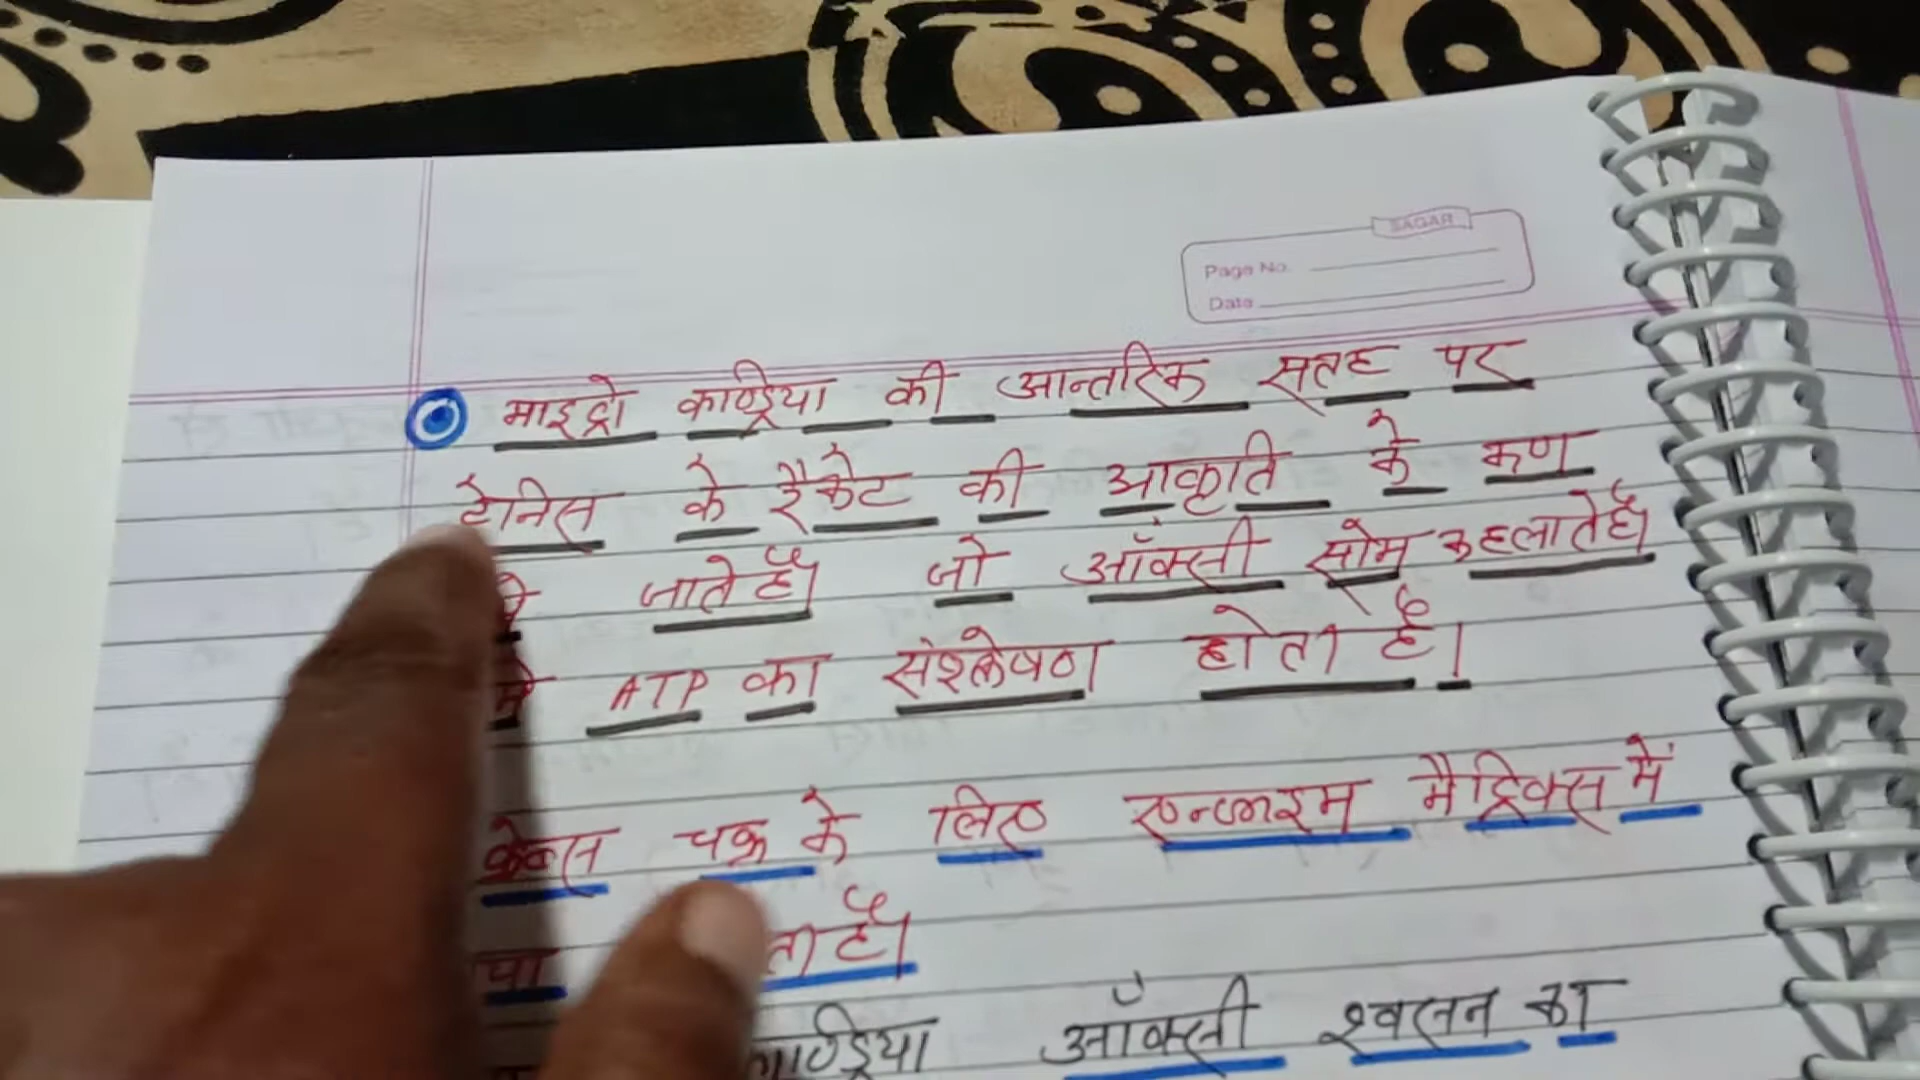 SAGAR
Page No.
Date
माइटो काण्ड्रिया की आन्तरिक सतह पर
टेनिस के रैकेट की आकृति के कण
जाते हैं। जो ऑक्सी सोम कहलाते हैं।
ATP का संश्लेषण होता है।
क्रेब्स चक्र के लिए एन्जाइम मैट्रिक्स में
ऑक्सी श्वसन का